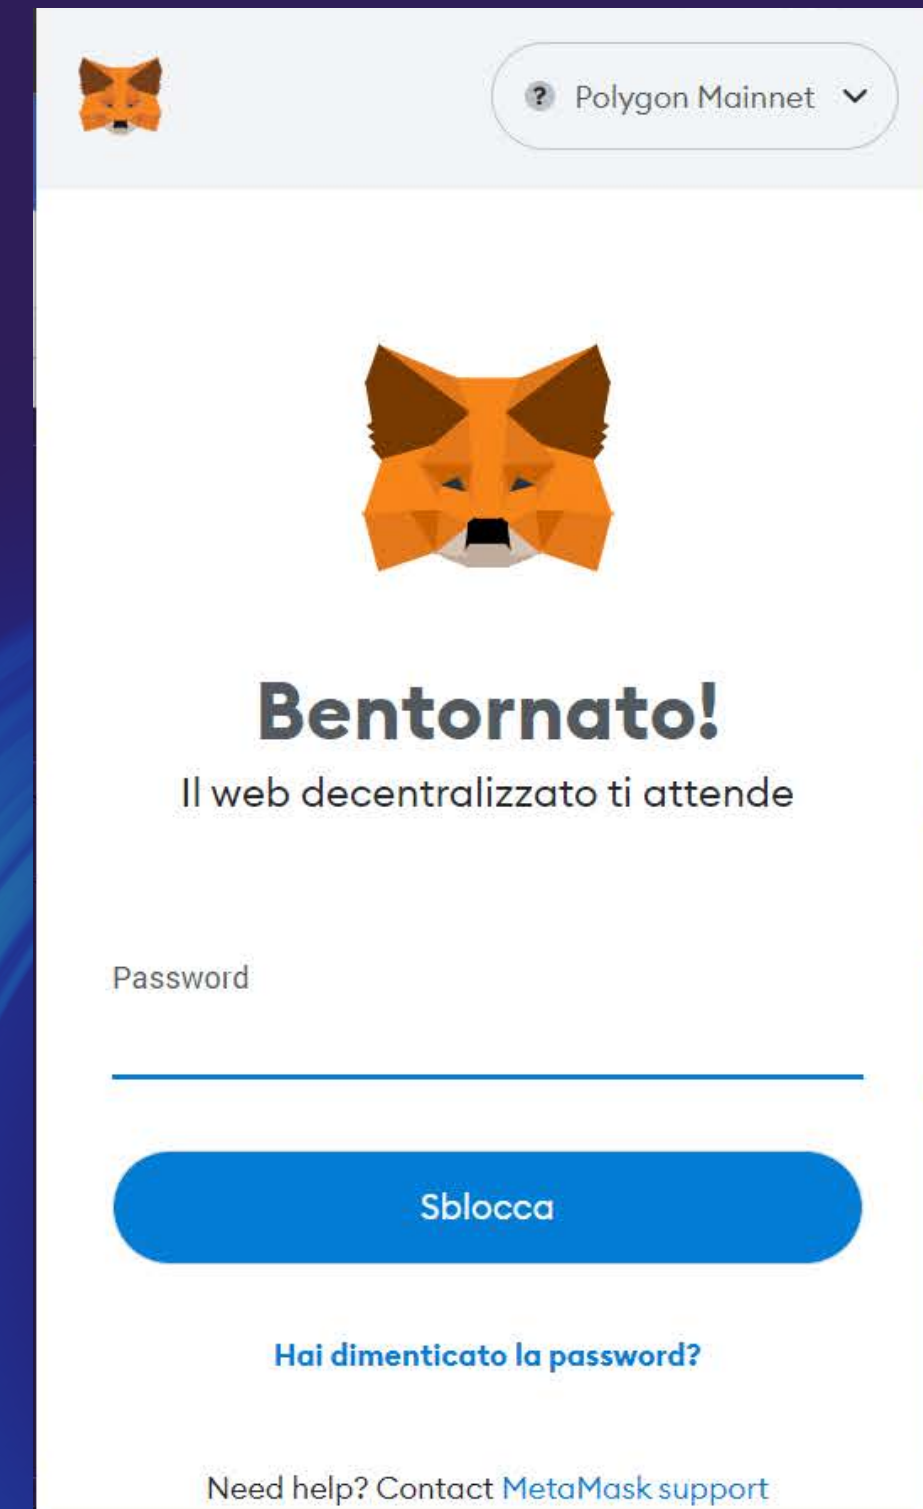 ? Polygon Mainnet
Bentornato!
Il web decentralizzato ti attende
Password
Sblocca
Hai dimenticato la password?
Need help? Contact MetaMask support